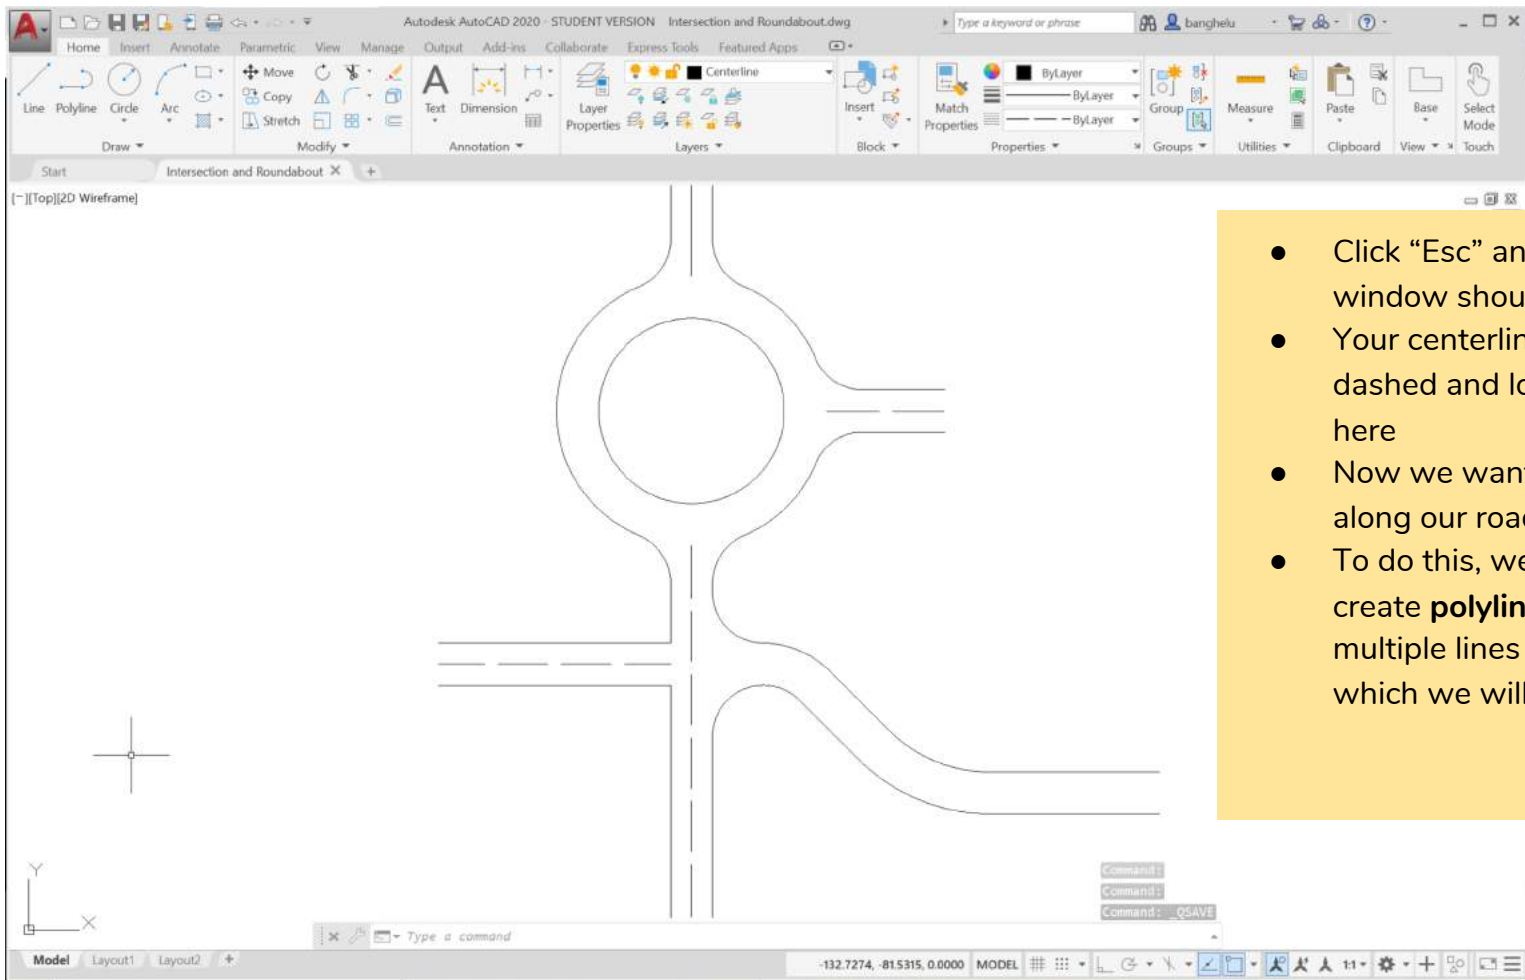 Autodesk AutoCAD 2020 - STUDENT VERSION Intersection and Roundabout.dwg
Type a keyword or phrase
banghelu
Home Insert Annotate Parametric View Manage Output Add-ins Collaborate Express Tools Featured Apps
Line Polyline Circle Arc
Move
Copy
Stretch
Text Dimension
Layer
Properties
Centerline
Insert
Match
Properties
ByLayer
ByLayer
ByLayer
Group
Measure
Paste
Base
Select
Mode
Draw Modify Annotation Layers Block Properties Groups Utilities Clipboard View Touch
Start Intersection and Roundabout
[-][Top][2D Wireframe]
● Click “Esc” an
window shou
● Your centerlin
dashed and lo
here
● Now we want
along our road
● To do this, we
create polylin
multiple lines
which we will
Y
X
Command:
Command:
Command: _QSAVE
Type a command
Model Layout1 Layout2 +
-132.7274, -81.5315, 0.0000 MODEL 1:1